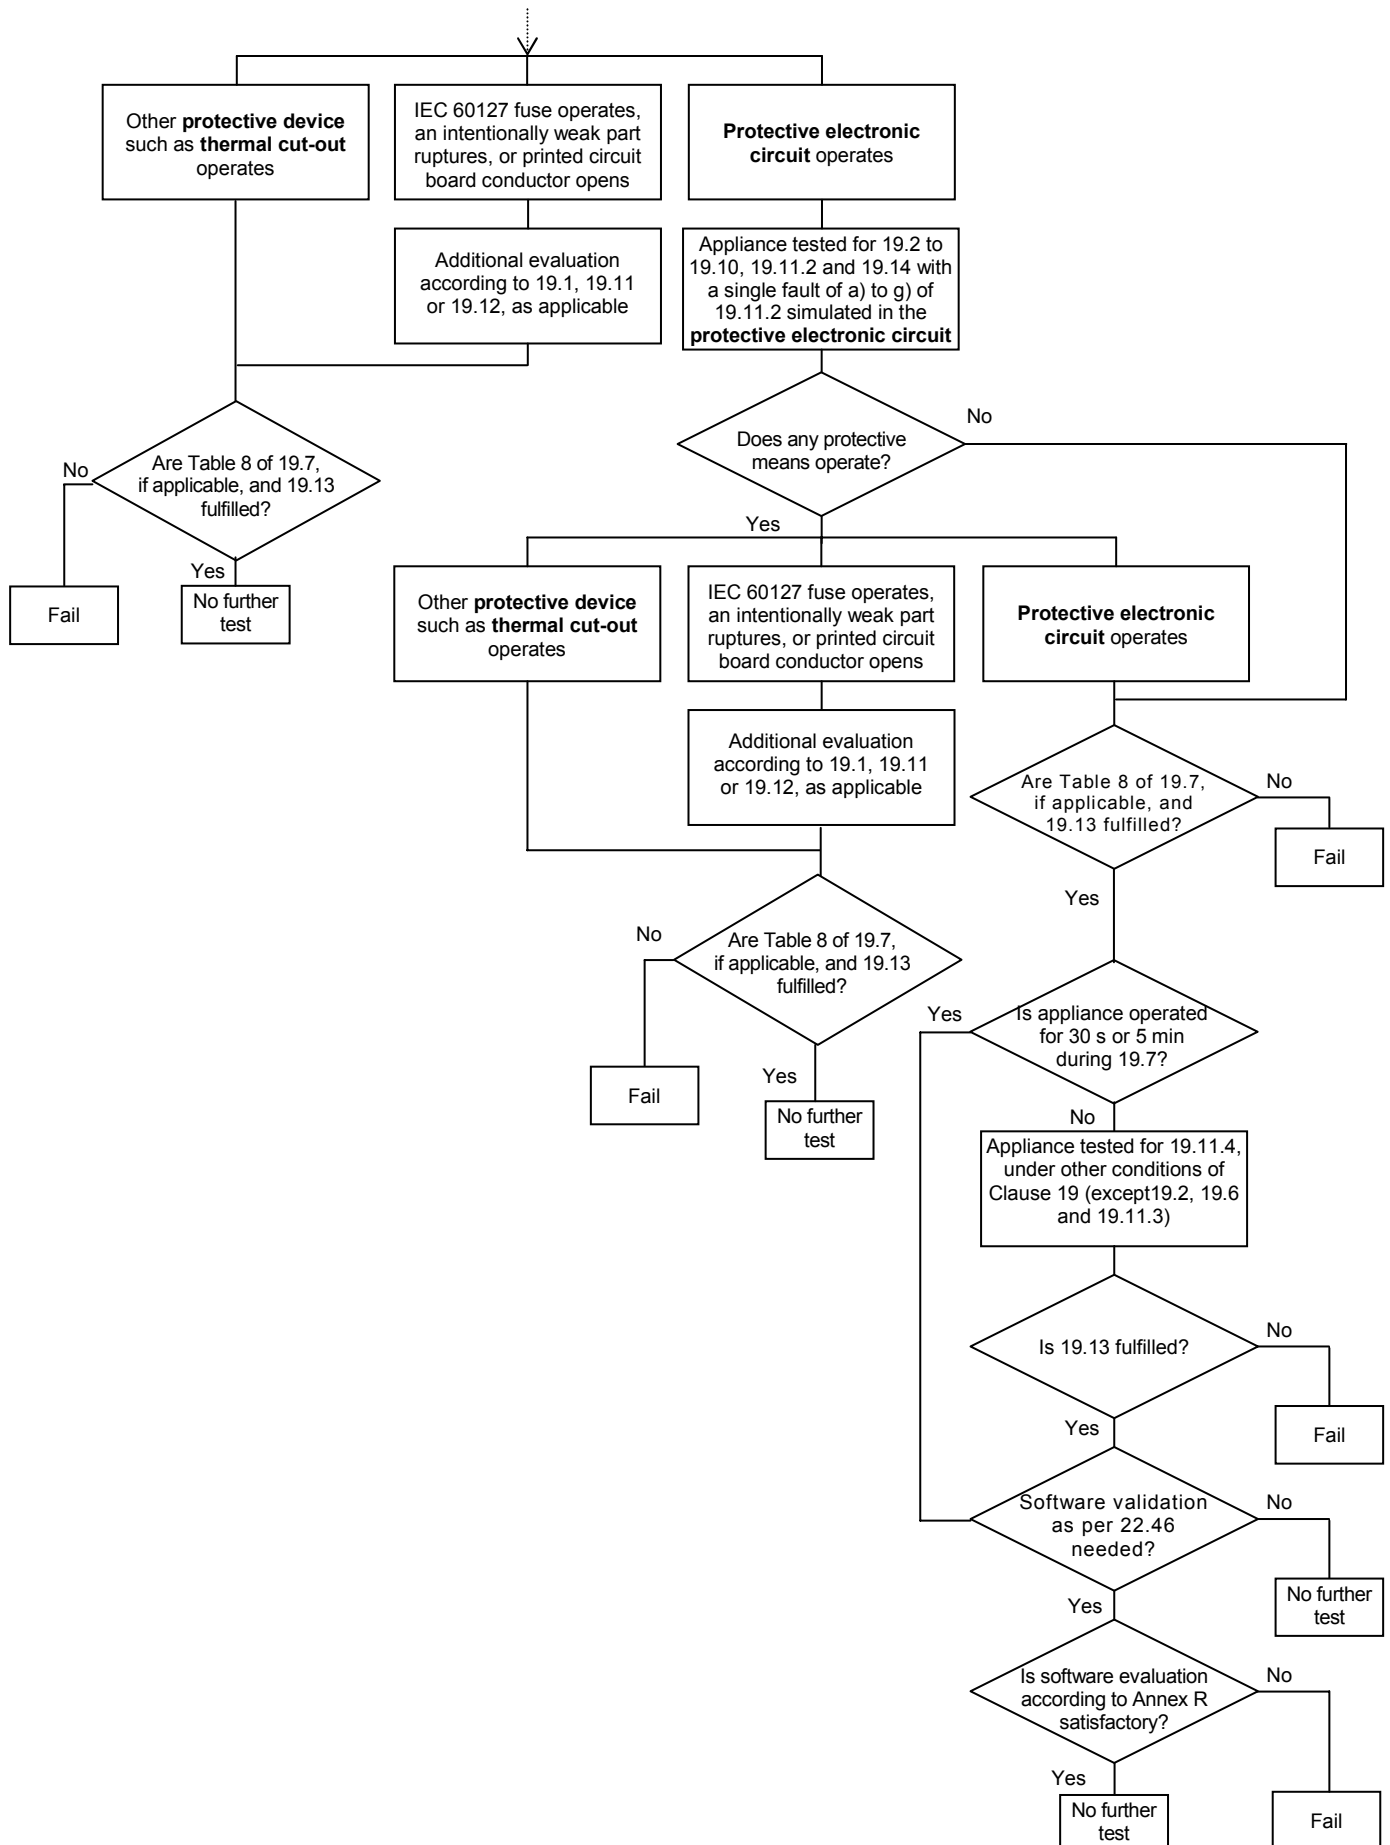 Other protective device
such as thermal cut-out
operates
IEC 60127 fuse operates,
an intentionally weak part
ruptures, or printed circuit
board conductor opens
Protective electronic
circuit operates
Additional evaluation
according to 19.1, 19.11
or 19.12, as applicable
Appliance tested for 19.2 to
19.10, 19.11.2 and 19.14 with
a single fault of a) to g) of
19.11.2 simulated in the
protective electronic circuit
Does any protective
means operate?
No
Yes
Are Table 8 of 19.7,
if applicable, and 19.13
fulfilled?
No
Yes
Fail
No further
test
Other protective device
such as thermal cut-out
operates
IEC 60127 fuse operates,
an intentionally weak part
ruptures, or printed circuit
board conductor opens
Protective electronic
circuit operates
Additional evaluation
according to 19.1, 19.11
or 19.12, as applicable
Are Table 8 of 19.7,
if applicable, and
19.13 fulfilled?
No
Fail
Yes
Are Table 8 of 19.7,
if applicable, and 19.13
fulfilled?
No
Fail
Yes
No further
test
Is appliance operated
for 30 s or 5 min
during 19.7?
Yes
No
Appliance tested for 19.11.4,
under other conditions of
Clause 19 (except19.2, 19.6
and 19.11.3)
Is 19.13 fulfilled?
No
Fail
Yes
Software validation
as per 22.46
needed?
No
No further
test
Yes
Is software evaluation
according to Annex R
satisfactory?
No
Fail
Yes
No further
test